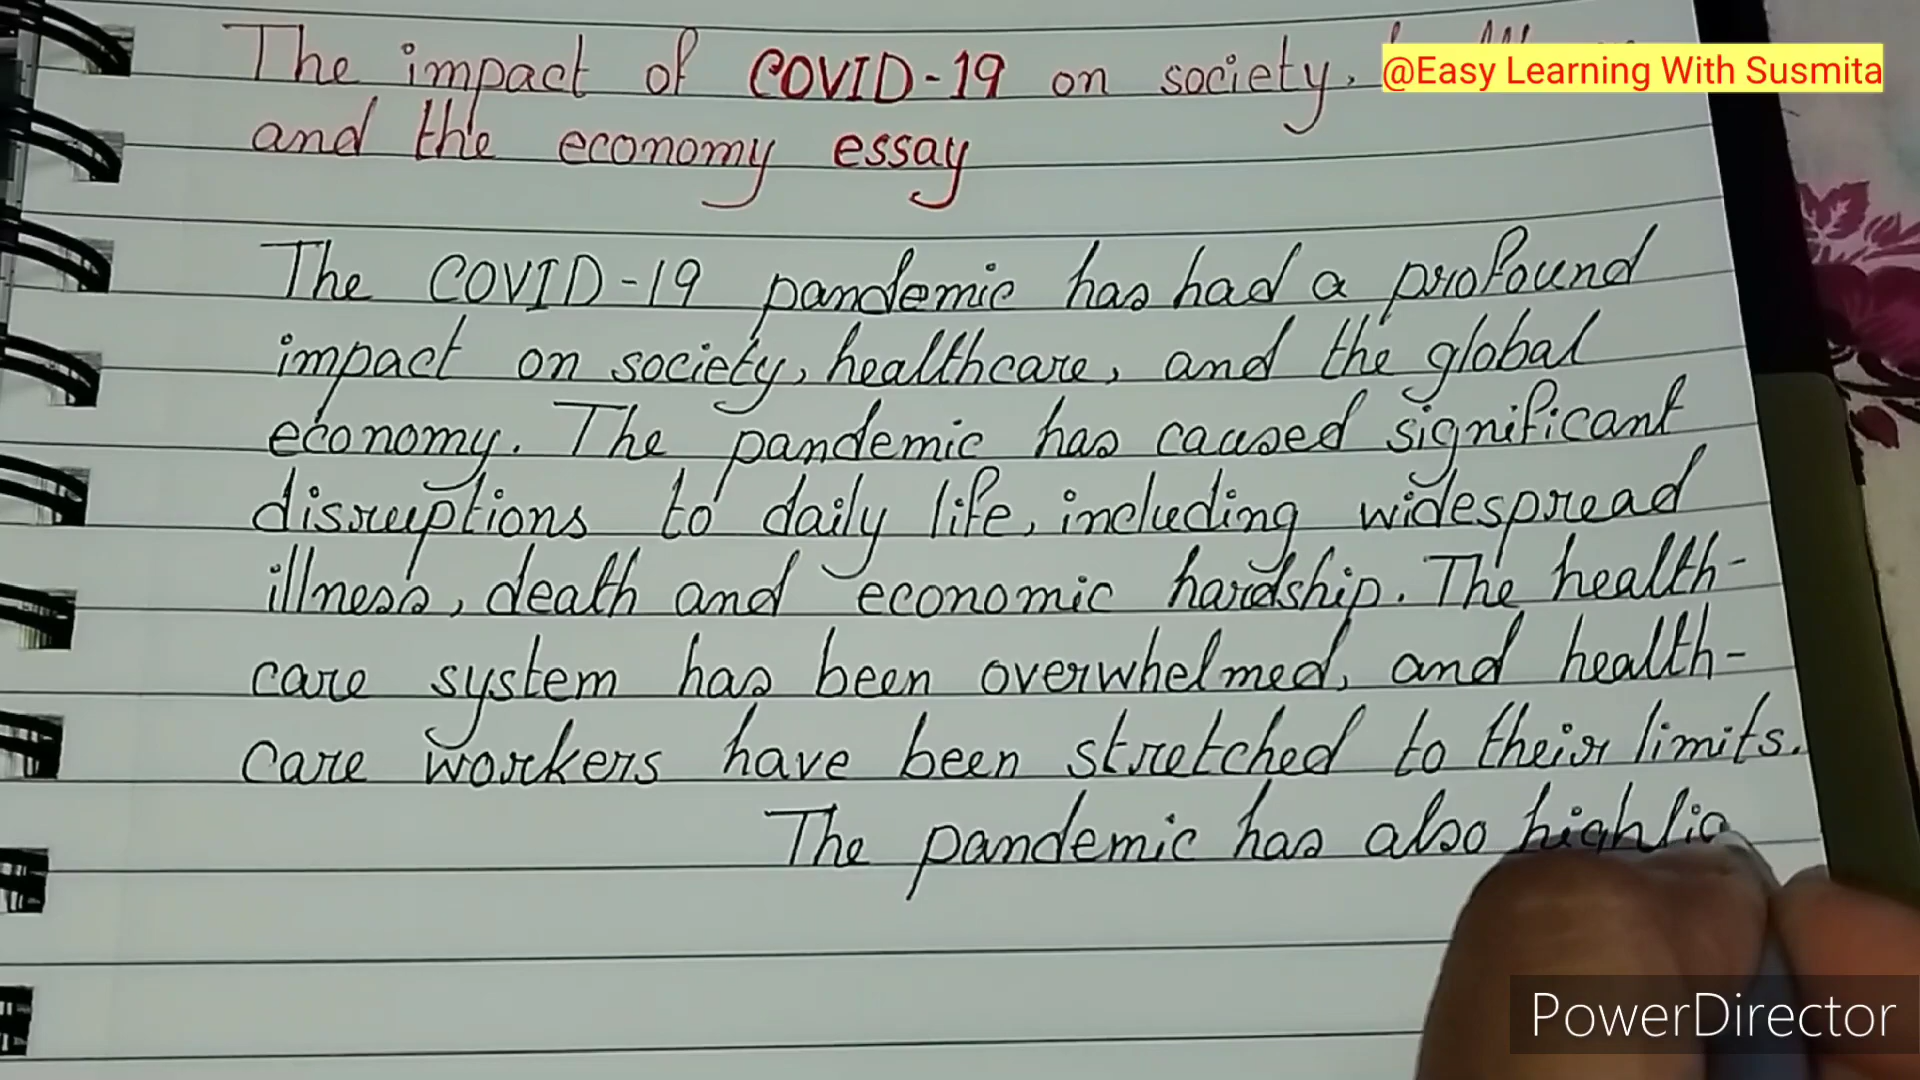 The impact of COVID-19 on society,
@Easy Learning With Susmita
and the economy essay
The COVID-19 pandemic has had a profound
impact on society, healthcare, and the global
economy. The pandemic has caused significant
disruptions to daily life, including widespread
illness, death and economic hardship. The health-
care system has been overwhelmed, and health-
care workers have been stretched to their limits.
The pandemic has also highlig
PowerDirector